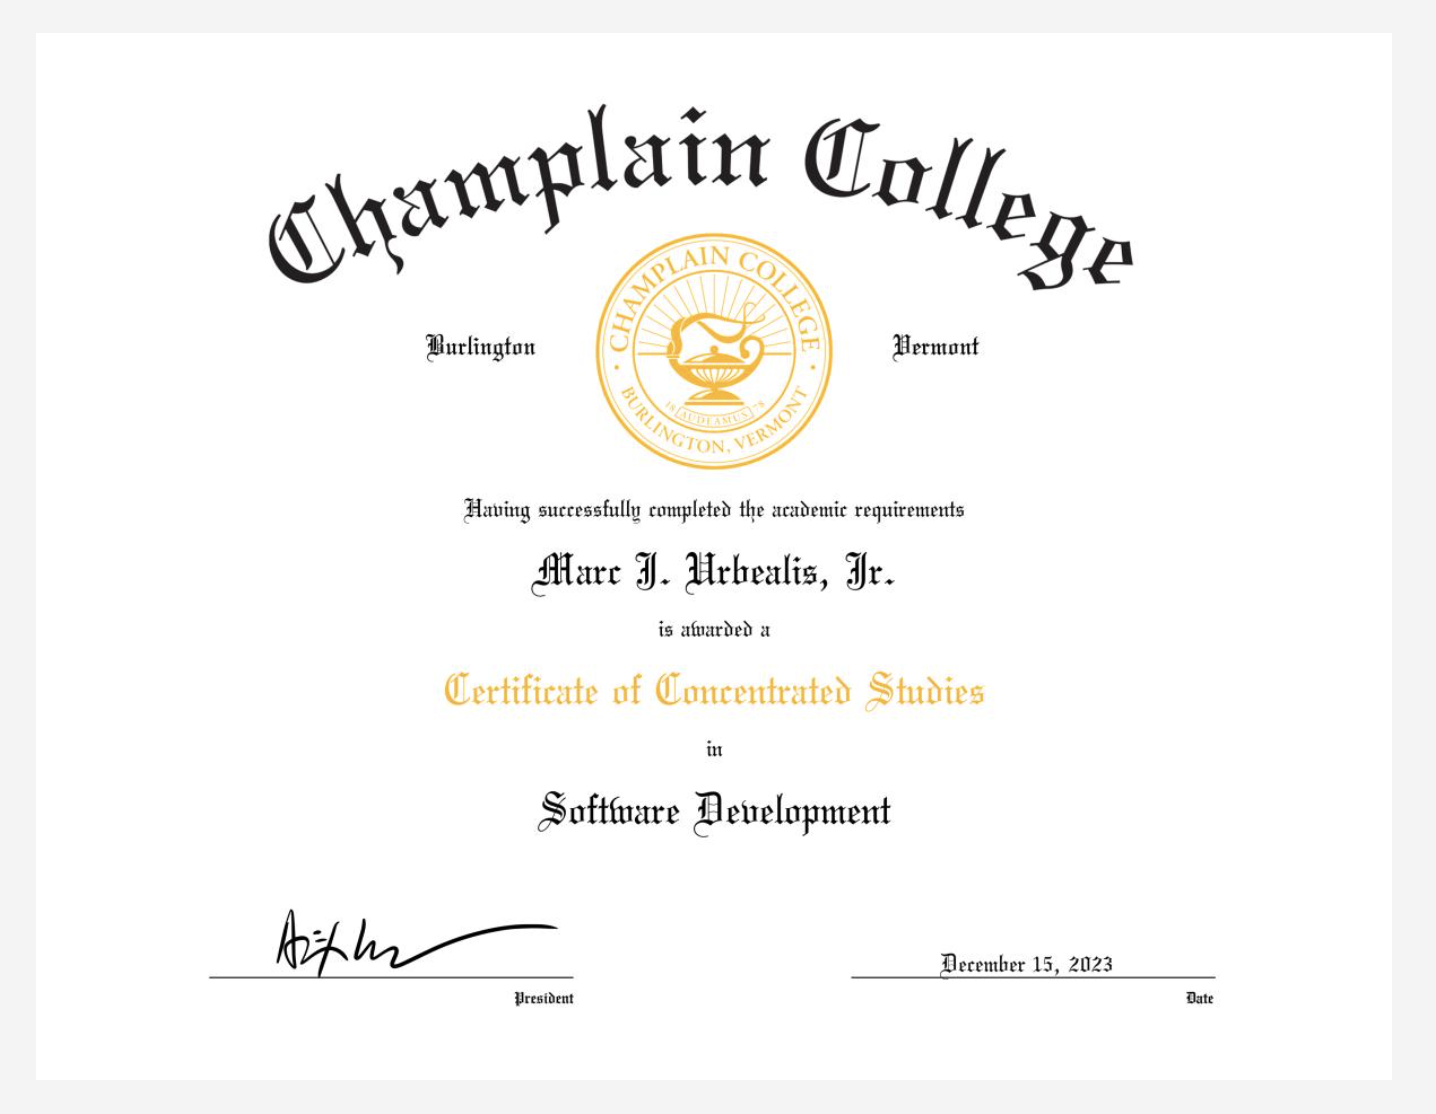 Champlain College
Burlington
Vermont
CHAMPLAIN COLLEGE
18 AUDEAMUS 78
BURLINGTON, VERMONT
Having successfully completed the academic requirements
Marc J. Urbealis, Jr.
is awarded a
Certificate of Concentrated Studies
in
Software Development
December 15, 2023
President
Date